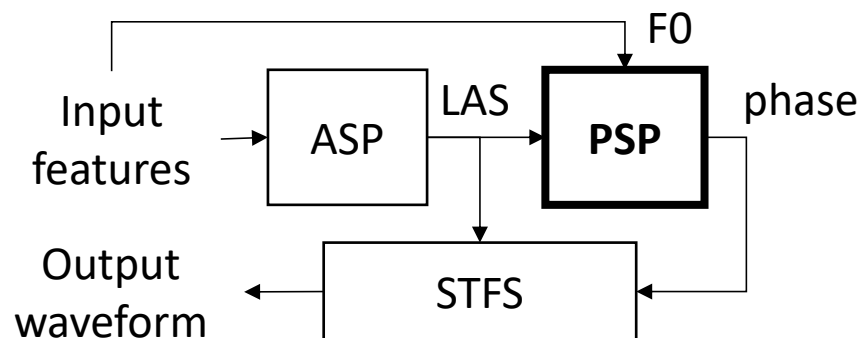 F0
Input
features
ASP
LAS
PSP
phase
Output
waveform
STFS